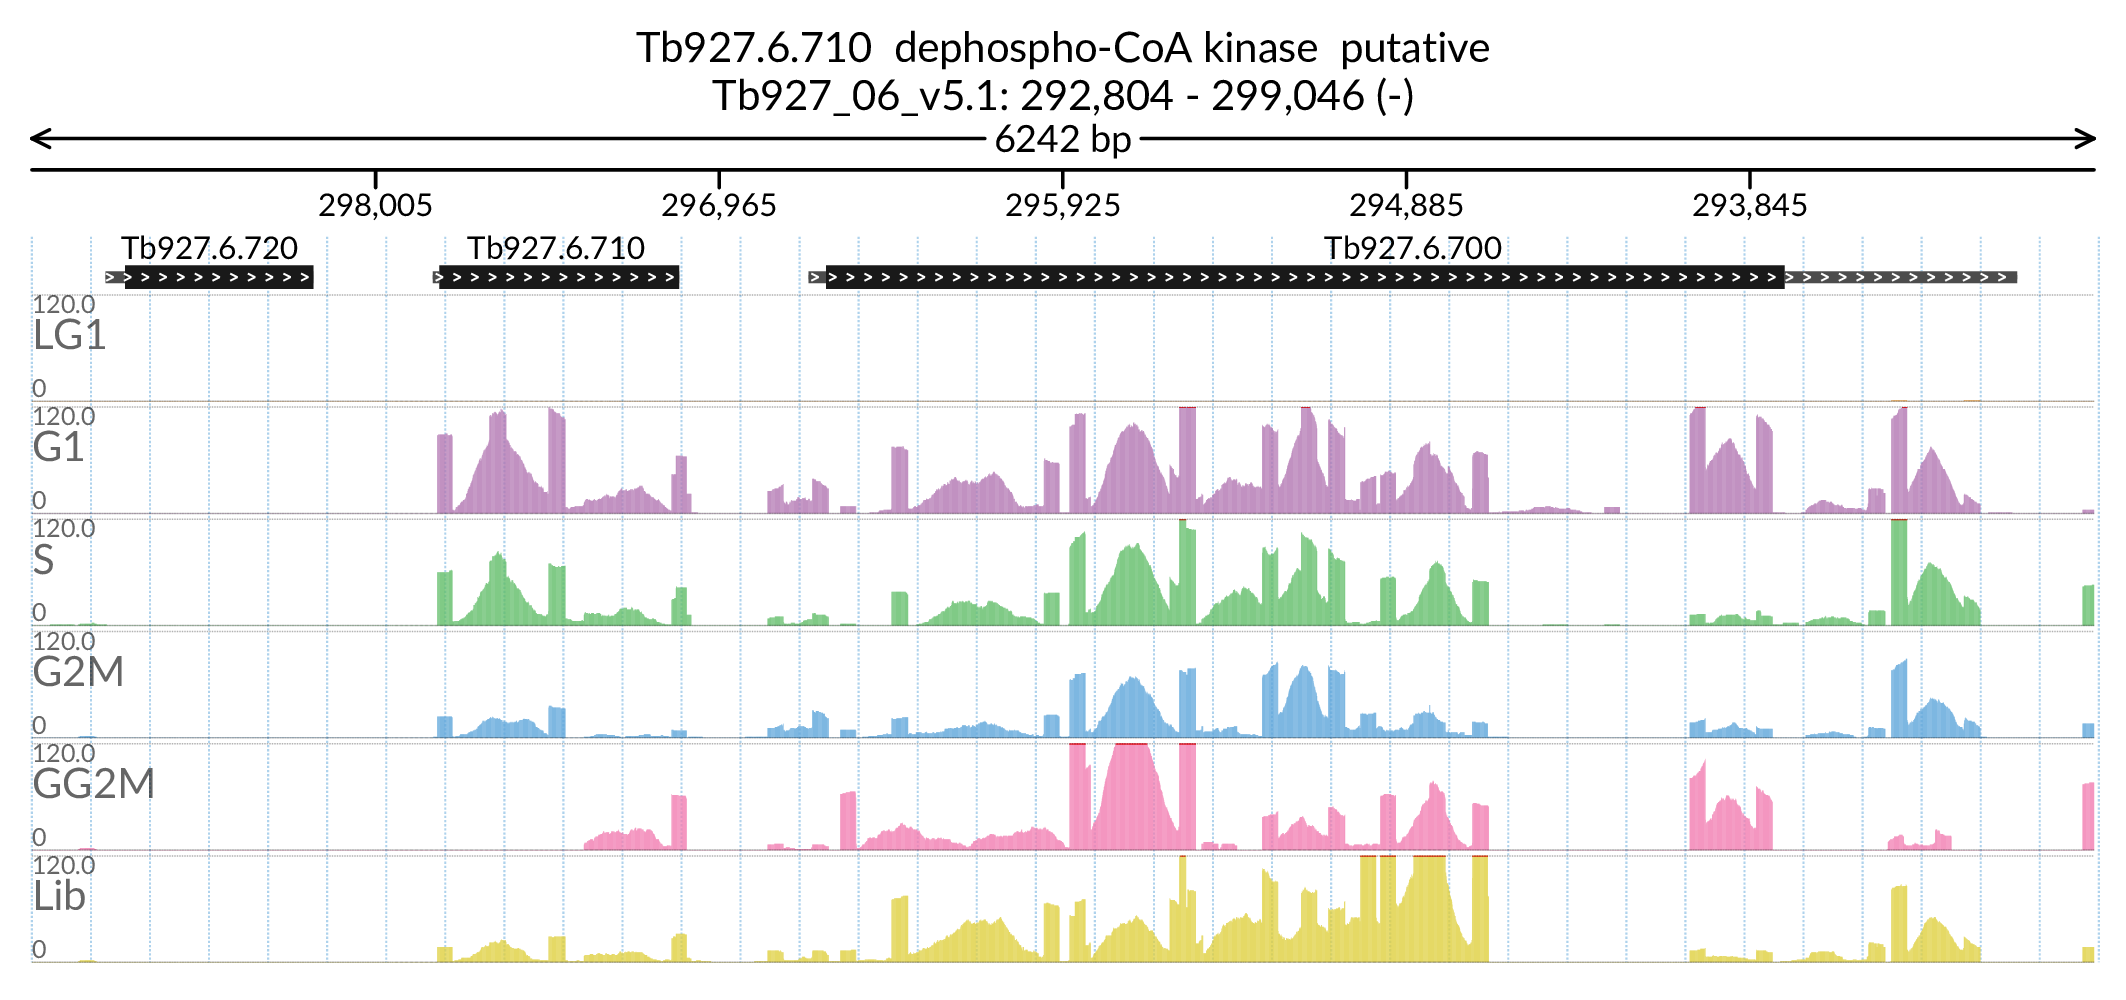 Tb927.6.710 dephospho-CoA kinase putative
Tb927_06_v5.1: 292,804 - 299,046 (-)
6242 bp
298,005 296,965 295,925 294,885 293,845
Tb927.6.720 Tb927.6.710 Tb927.6.700
120.0
LG1
0
120.0
G1
0
120.0
S
0
120.0
G2M
0
120.0
GG2M
0
120.0
Lib
0